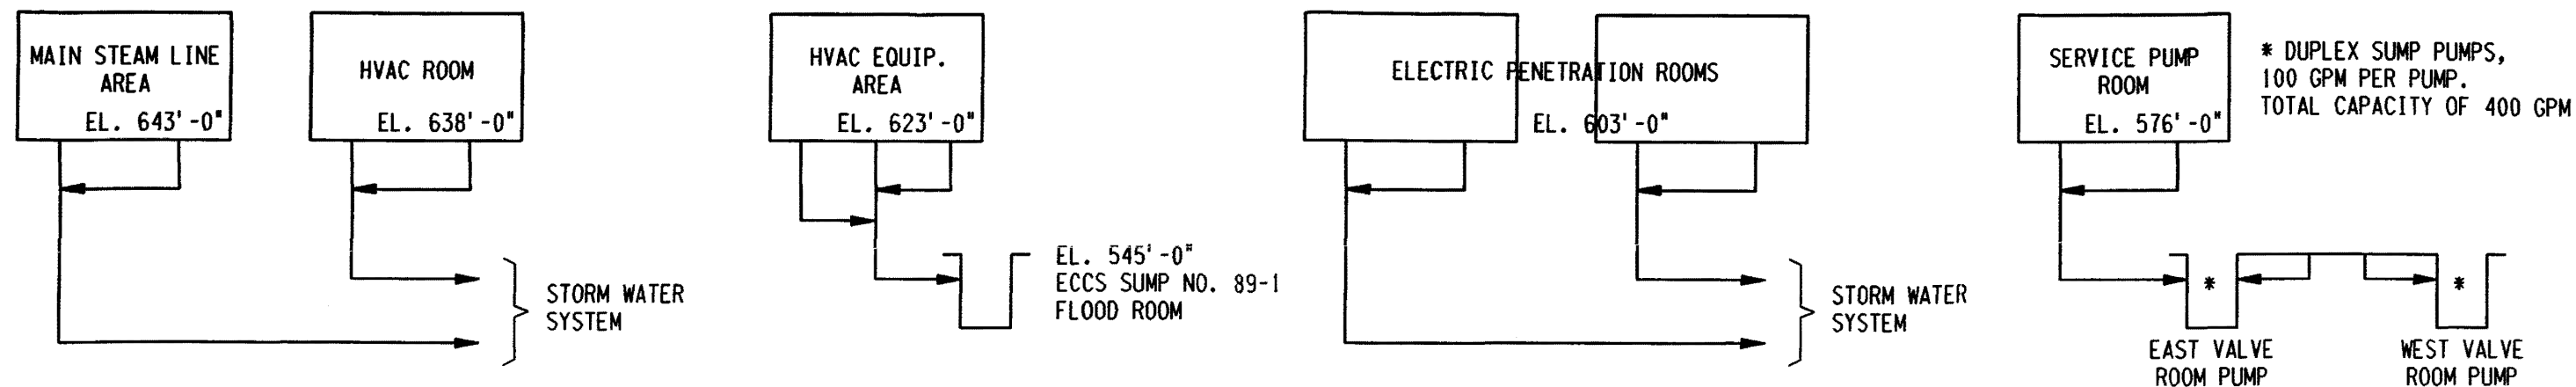 MAIN STEAM LINE
AREA
EL. 643'-0"
HVAC ROOM
EL. 638'-0"
STORM WATER
SYSTEM
HVAC EQUIP.
AREA
EL. 623'-0"
EL. 545'-0"
ECCS SUMP NO. 89-1
FLOOD ROOM
ELECTRIC PENETRATION ROOMS
EL. 603'-0"
STORM WATER
SYSTEM
SERVICE PUMP
ROOM
EL. 576'-0"
* DUPLEX SUMP PUMPS,
100 GPM PER PUMP.
TOTAL CAPACITY OF 400 GPM
*
*
EAST VALVE
ROOM PUMP
WEST VALVE
ROOM PUMP